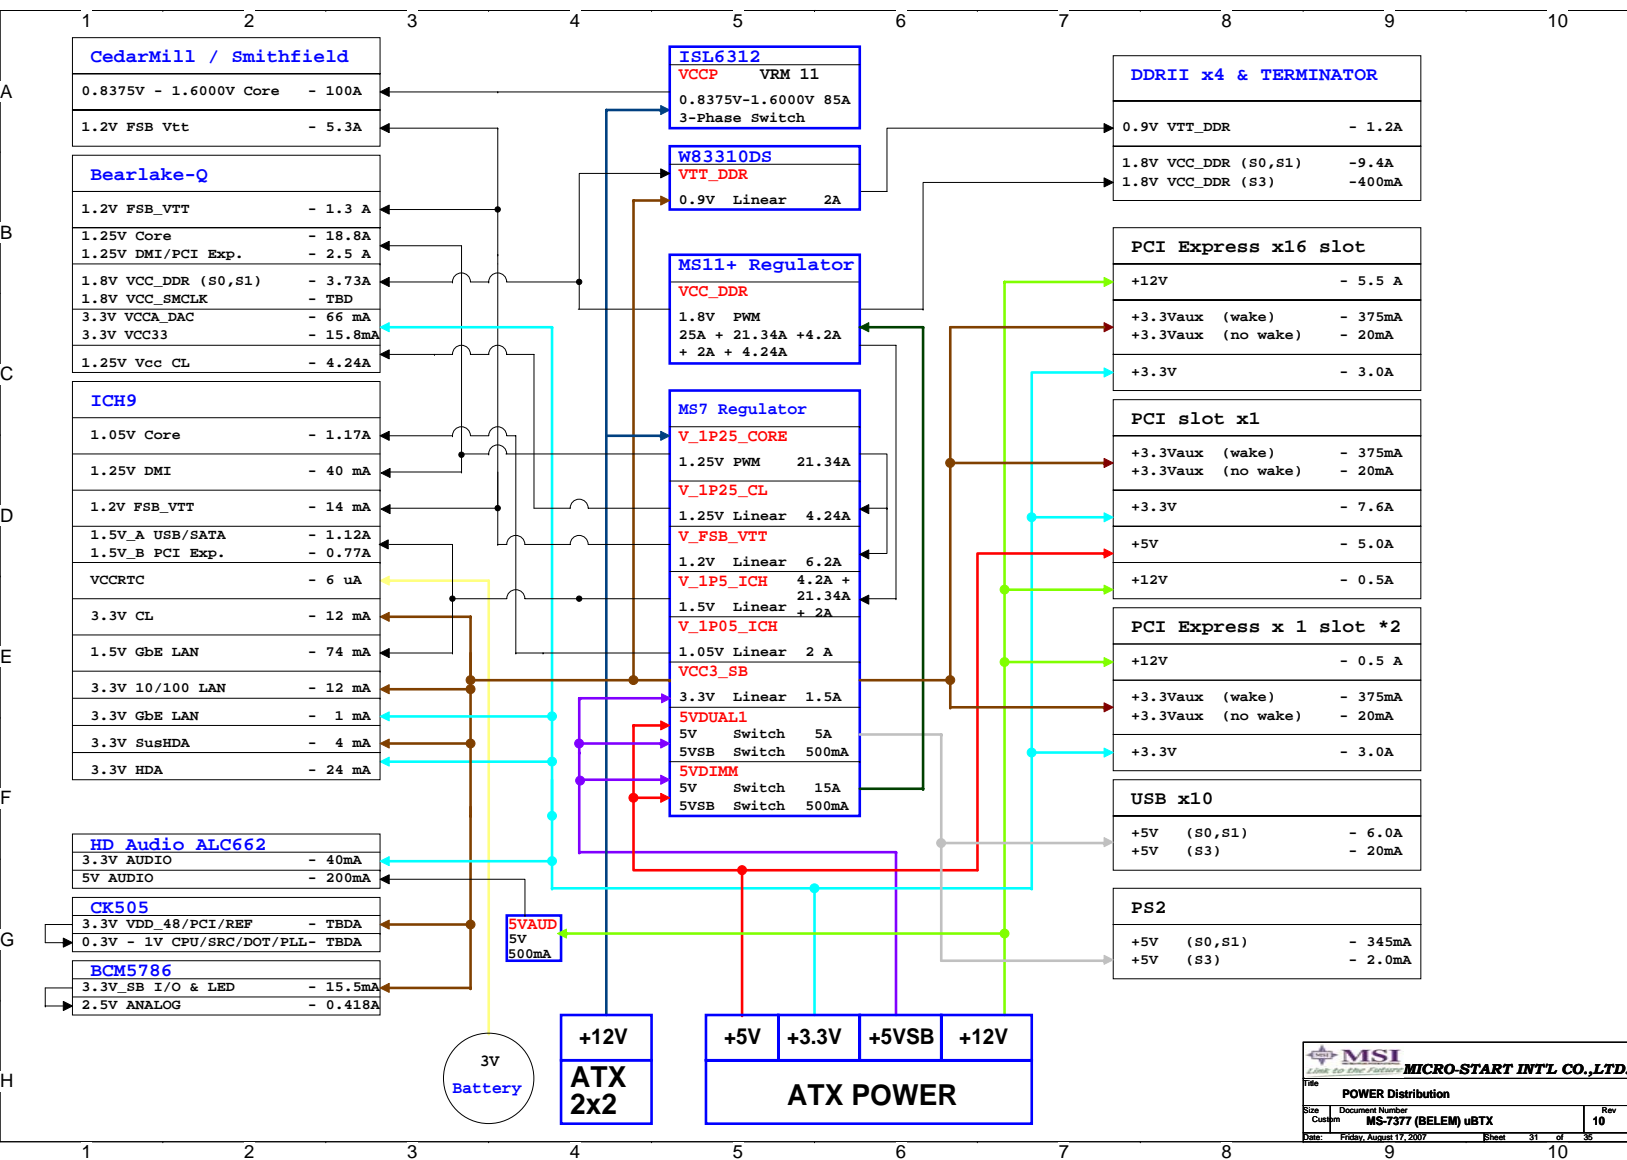 1 2 3 4 5 6 7 8 9 10
A
B
C
D
E
F
G
H
CedarMill / Smithfield
0.8375V - 1.6000V Core - 100A
1.2V FSB Vtt - 5.3A
Bearlake-Q
1.2V FSB_VTT - 1.3 A
1.25V Core - 18.8A
1.25V DMI/PCI Exp. - 2.5 A
1.8V VCC_DDR (S0,S1) - 3.73A
1.8V VCC_SMCLK - TBD
3.3V VCCA_DAC - 66 mA
3.3V VCC33 - 15.8mA
1.25V Vcc CL - 4.24A
ICH9
1.05V Core - 1.17A
1.25V DMI - 40 mA
1.2V FSB_VTT - 14 mA
1.5V_A USB/SATA - 1.12A
1.5V_B PCI Exp. - 0.77A
VCCRTC - 6 uA
3.3V CL - 12 mA
1.5V GbE LAN - 74 mA
3.3V 10/100 LAN - 12 mA
3.3V GbE LAN - 1 mA
3.3V SusHDA - 4 mA
3.3V HDA - 24 mA
HD Audio ALC662
3.3V AUDIO - 40mA
5V AUDIO - 200mA
CK505
3.3V VDD_48/PCI/REF - TBDA
0.3V - 1V CPU/SRC/DOT/PLL- TBDA
BCM5786
3.3V_SB I/O & LED - 15.5mA
2.5V ANALOG - 0.418A
ISL6312
VCCP VRM 11
0.8375V-1.6000V 85A
3-Phase Switch
W83310DS
VTT_DDR
0.9V Linear 2A
MS11+ Regulator
VCC_DDR
1.8V PWM
25A + 21.34A +4.2A
+ 2A + 4.24A
MS7 Regulator
V_1P25_CORE
1.25V PWM 21.34A
V_1P25_CL
1.25V Linear 4.24A
V_FSB_VTT
1.2V Linear 6.2A
V_1P5_ICH 4.2A +
21.34A
1.5V Linear + 2A
V_1P05_ICH
1.05V Linear 2 A
VCC3_SB
3.3V Linear 1.5A
5VDUAL1
5V Switch 5A
5VSB Switch 500mA
5VDIMM
5V Switch 15A
5VSB Switch 500mA
5VAUD
5V
500mA
3V
Battery
+12V
ATX
2x2
+5V +3.3V +5VSB +12V
ATX POWER
DDRII x4 & TERMINATOR
0.9V VTT_DDR - 1.2A
1.8V VCC_DDR (S0,S1) -9.4A
1.8V VCC_DDR (S3) -400mA
PCI Express x16 slot
+12V - 5.5 A
+3.3Vaux (wake) - 375mA
+3.3Vaux (no wake) - 20mA
+3.3V - 3.0A
PCI slot x1
+3.3Vaux (wake) - 375mA
+3.3Vaux (no wake) - 20mA
+3.3V - 7.6A
+5V - 5.0A
+12V - 0.5A
PCI Express x 1 slot *2
+12V - 0.5 A
+3.3Vaux (wake) - 375mA
+3.3Vaux (no wake) - 20mA
+3.3V - 3.0A
USB x10
+5V (S0,S1) - 6.0A
+5V (S3) - 20mA
PS2
+5V (S0,S1) - 345mA
+5V (S3) - 2.0mA
MSI
Link to the Future
MICRO-START INT'L CO.,LTD.
Title
POWER Distribution
Size Document Number Rev
Custom MS-7377 (BELEM) uBTX 10
Date: Friday, August 17, 2007 Sheet 31 of 35
1 2 3 4 5 6 7 8 9 10